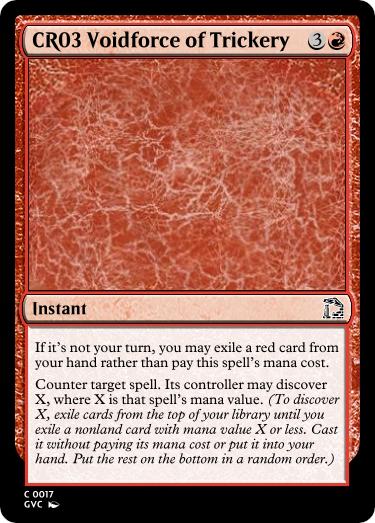 CR03 Voidforce of Trickery 3
Instant
If it's not your turn, you may exile a red card from
your hand rather than pay this spell's mana cost.
Counter target spell. Its controller may discover
X, where X is that spell's mana value. (To discover
X, exile cards from the top of your library until you
exile a nonland card with mana value X or less. Cast
it without paying its mana cost or put it into your
hand. Put the rest on the bottom in a random order.)
C 0017
GVC